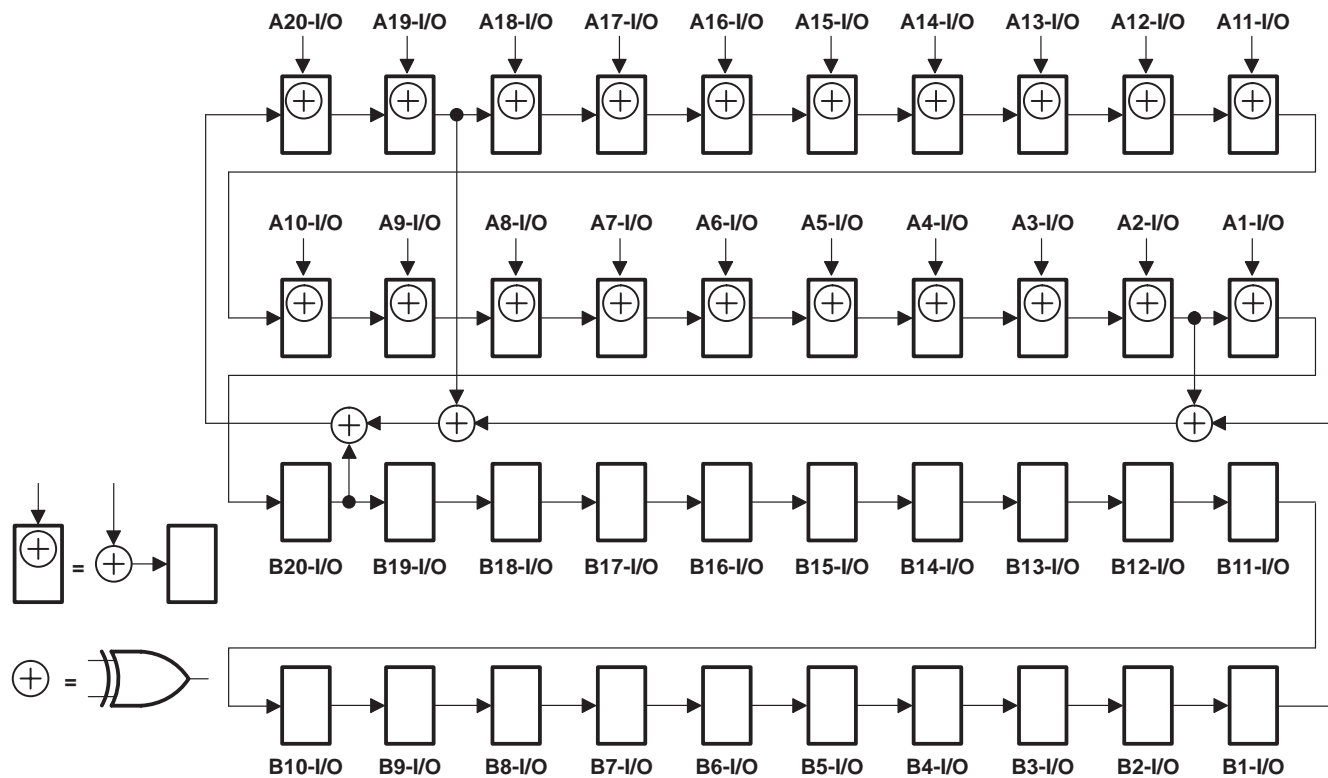 A20-I/O A19-I/O A18-I/O A17-I/O A16-I/O A15-I/O A14-I/O A13-I/O A12-I/O A11-I/O
A10-I/O A9-I/O A8-I/O A7-I/O A6-I/O A5-I/O A4-I/O A3-I/O A2-I/O A1-I/O
B20-I/O B19-I/O B18-I/O B17-I/O B16-I/O B15-I/O B14-I/O B13-I/O B12-I/O B11-I/O
=
=
B10-I/O B9-I/O B8-I/O B7-I/O B6-I/O B5-I/O B4-I/O B3-I/O B2-I/O B1-I/O